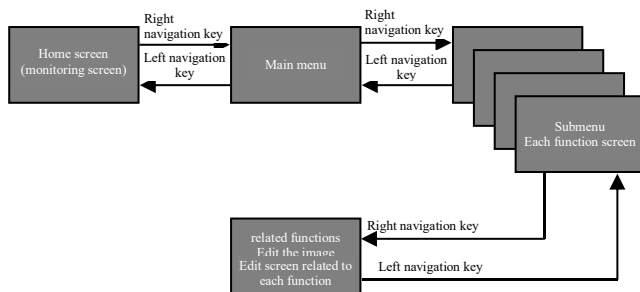 Right
navigation key
Right
navigation key
Home screen
(monitoring screen)
Left navigation
key
Main menu
Left navigation
key
Submenu
Each function screen
Right navigation key
related functions
Edit the image
Edit screen related to
each function
Left navigation key